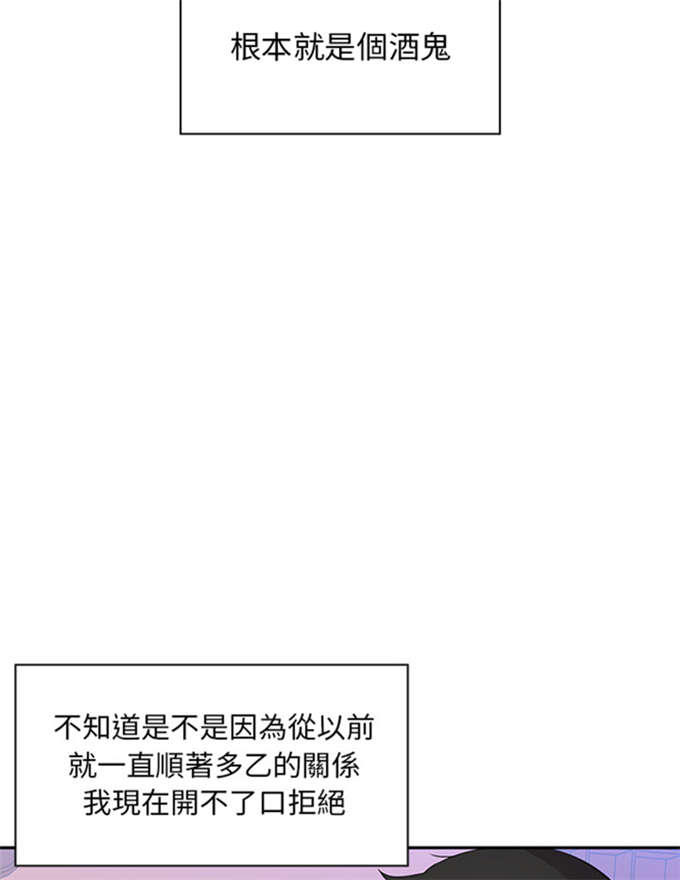 根本就是個酒鬼
不知道是不是因為從以前
就一直順著多乙的關係
我現在開不了口拒絕